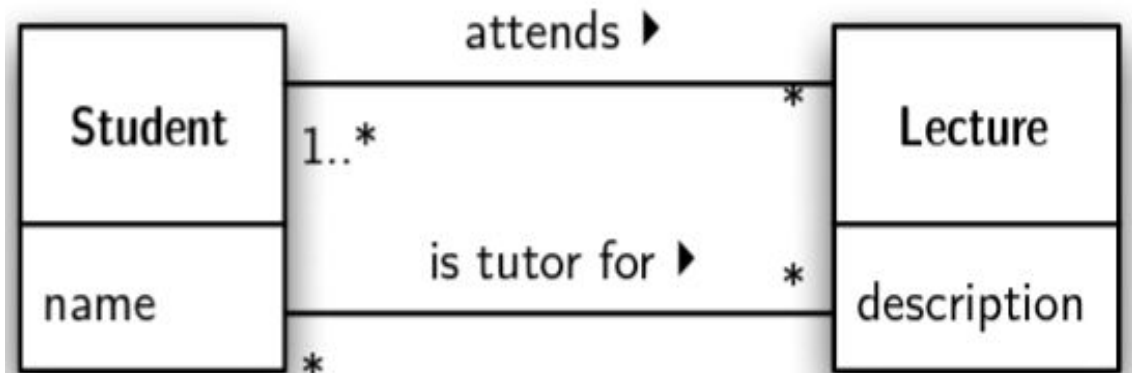 attends ▶
*
Student
1..*
Lecture
is tutor for ▶
*
name
description
*